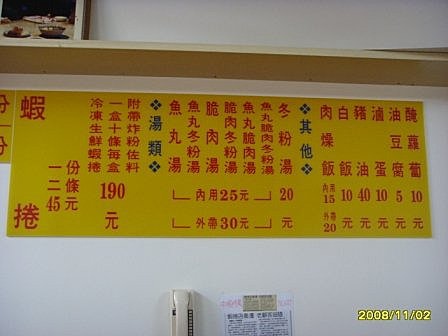 份
一份
蝦捲
一份二條45元
冷凍生鮮蝦捲
一盒十條每盒
附帶炸粉佐料
190元
❖湯類❖
魚丸湯
魚丸冬粉湯
脆肉湯
脆肉冬粉湯
魚丸脆肉冬粉湯
冬粉湯
內用25元
外帶30元
20元
❖其他❖
肉燥飯
內用15
外帶20元
白飯10元
豬油40元
滷蛋10元
油豆腐5元
醃蘿蔔10元
2008/11/02